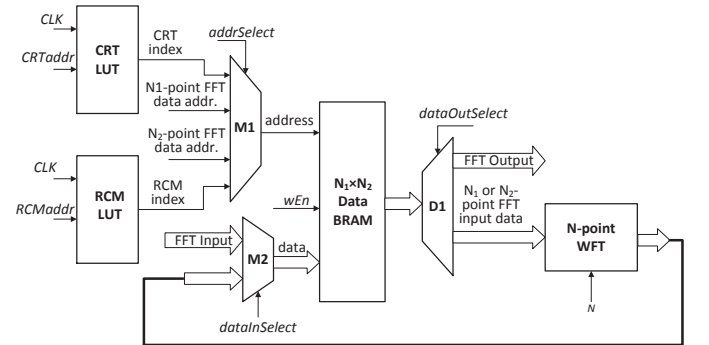 CLK
CRTaddr
CRT
LUT
CRT
index
addrSelect
N1-point FFT
data addr.
N₂-point FFT
data addr.
M1
address
CLK
RCMaddr
RCM
LUT
RCM
index
wEn
N₁×N₂
Data
BRAM
dataOutSelect
D1
FFT Output
N₁ or N₂-
point FFT
input data
N-point
WFT
N
FFT Input
M2
data
dataInSelect